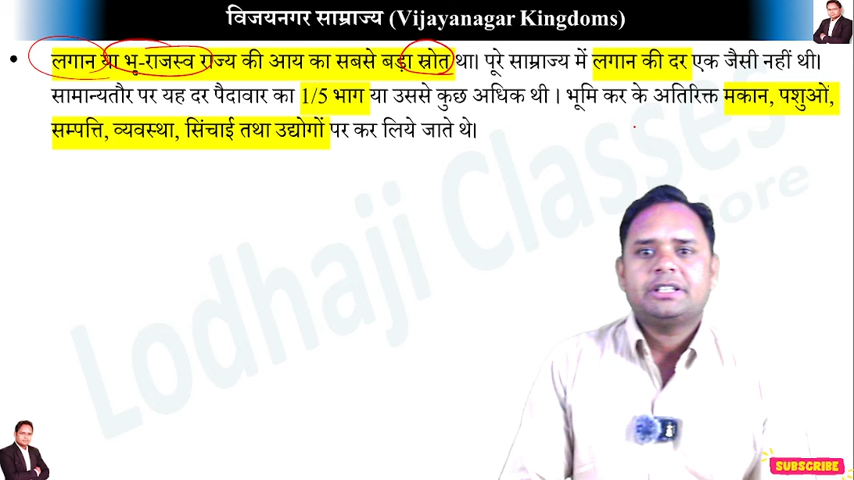 विजयनगर साम्राज्य (Vijayanagar Kingdoms)
• लगान या भू-राजस्व राज्य की आय का सबसे बड़ा स्रोत था। पूरे साम्राज्य में लगान की दर एक जैसी नहीं थी।
सामान्यतौर पर यह दर पैदावार का 1/5 भाग या उससे कुछ अधिक थी । भूमि कर के अतिरिक्त मकान, पशुओं,
सम्पत्ति, व्यवस्था, सिंचाई तथा उद्योगों पर कर लिये जाते थे।
Lodhaji Classes
SUBSCRIBE